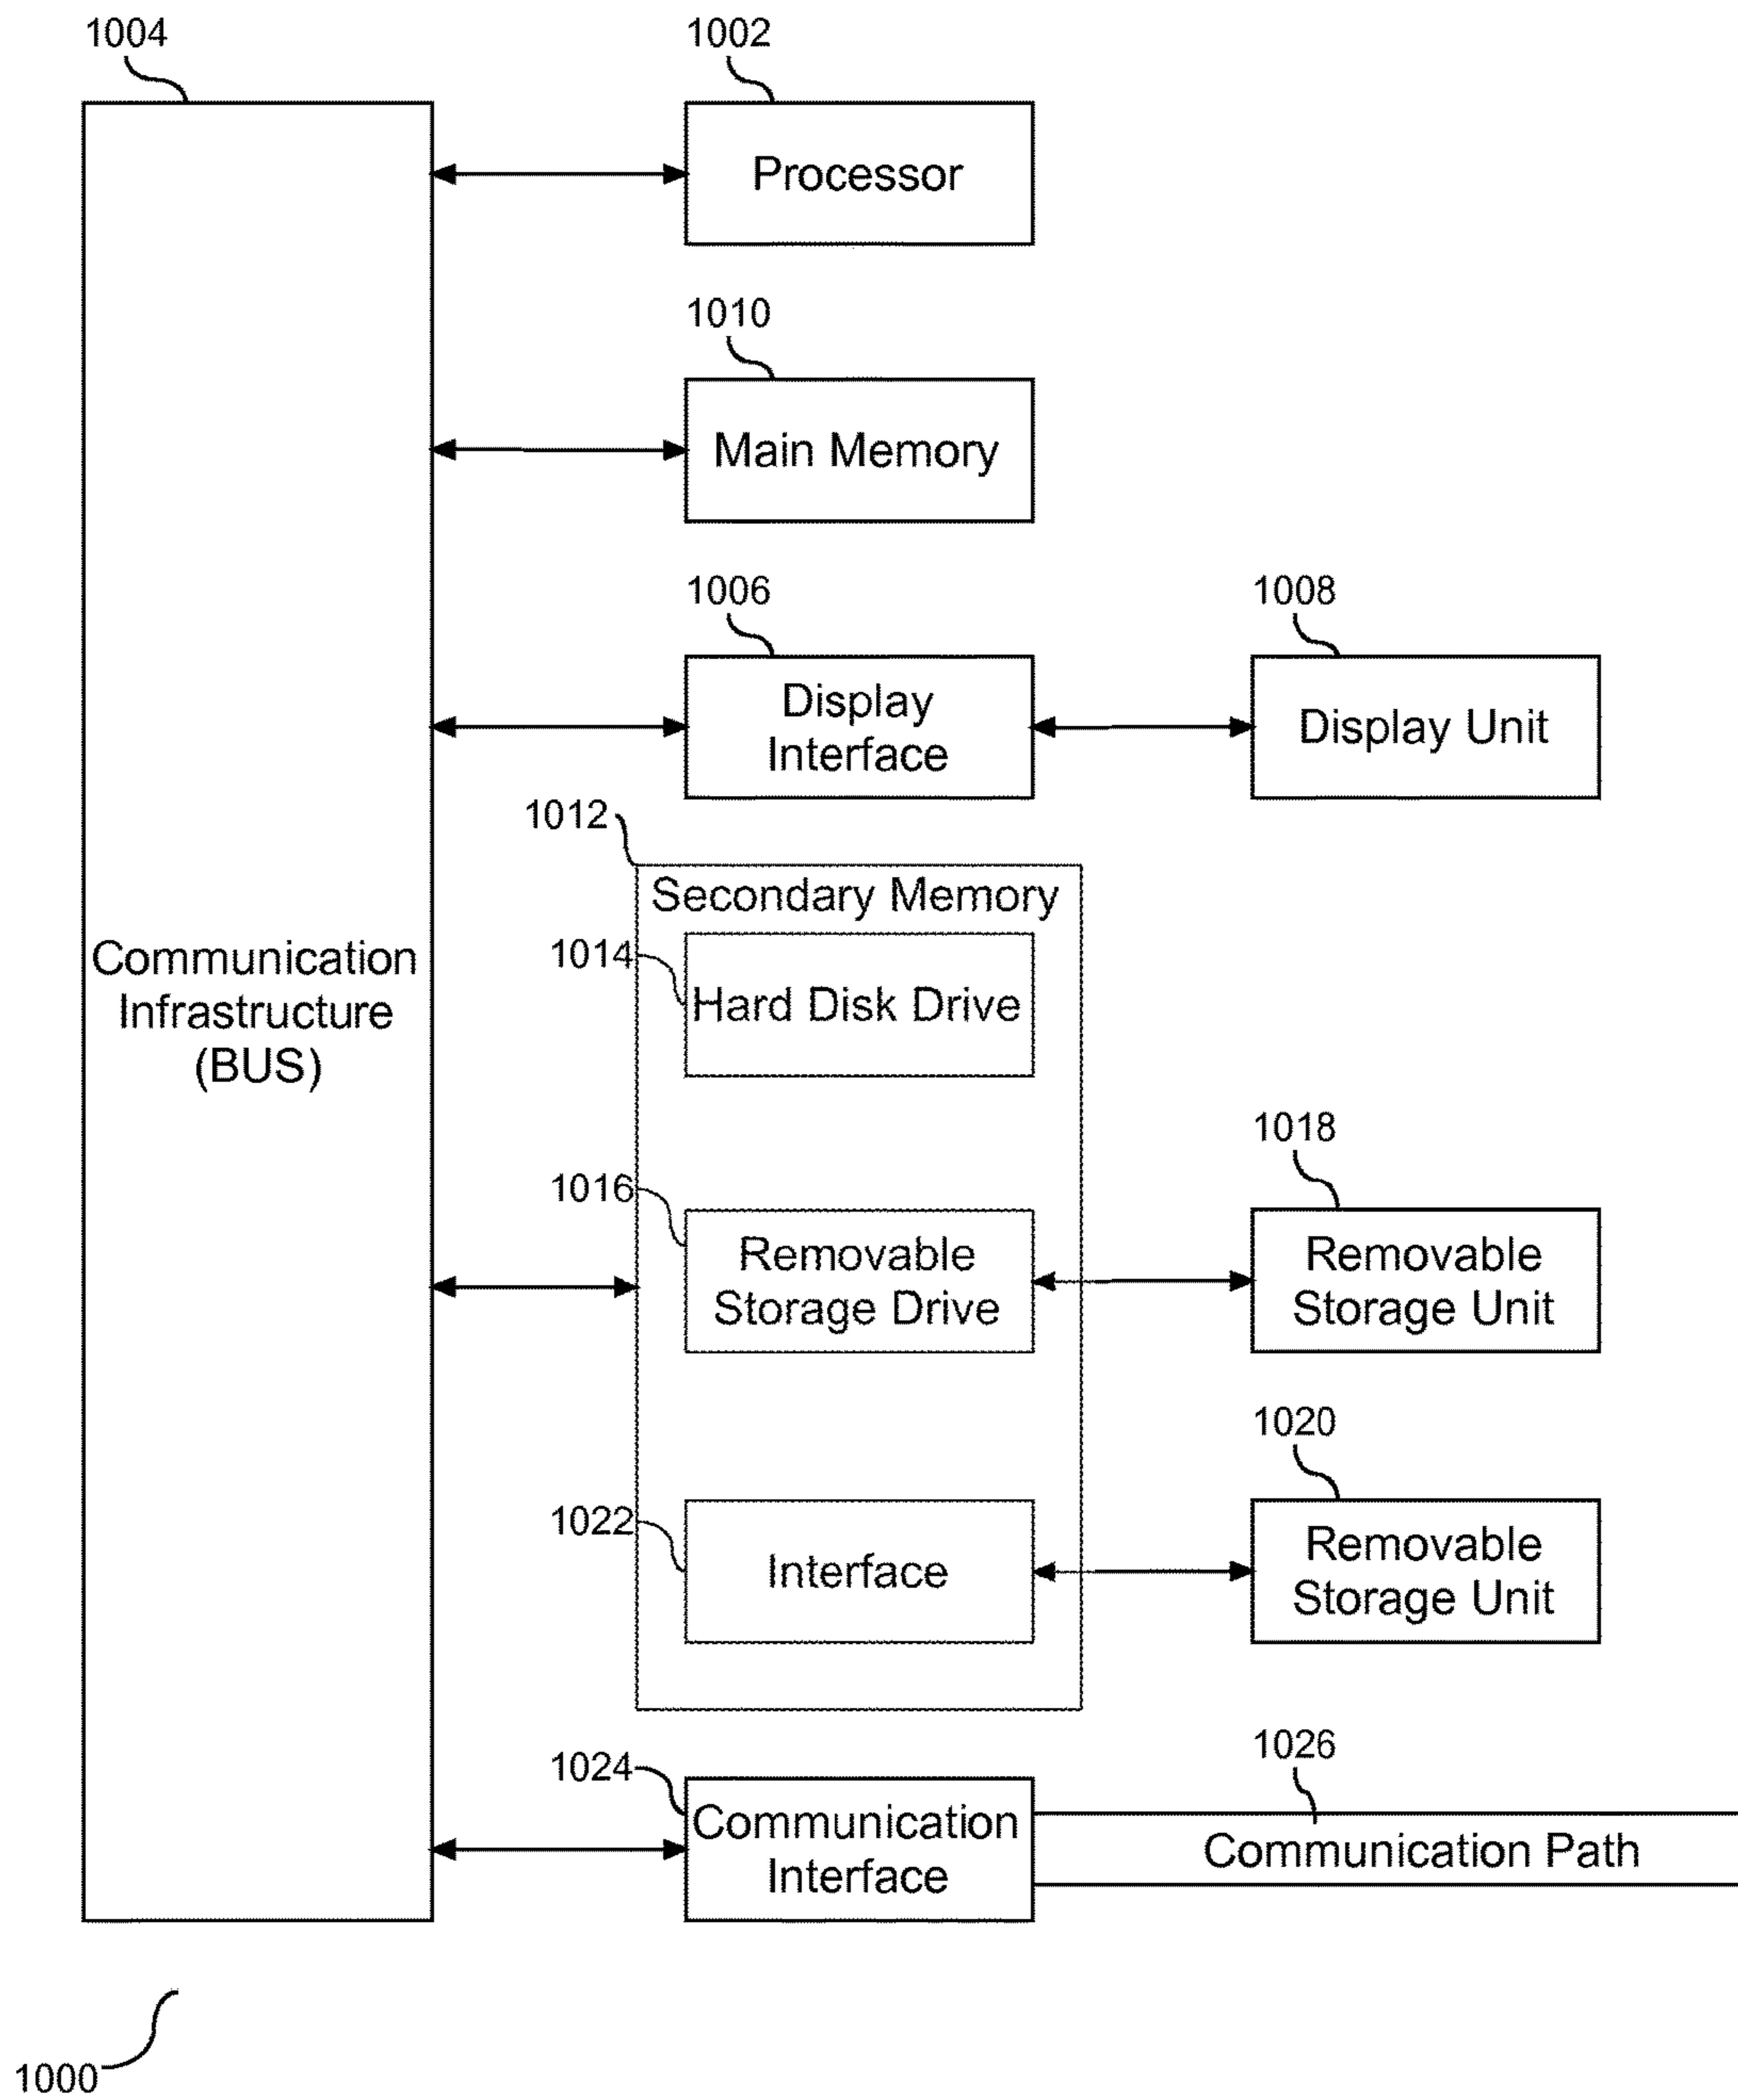 1004
1002
Processor
1010
Main Memory
1006
1008
Display
Interface
Display Unit
1012
Secondary Memory
1014
Hard Disk Drive
Communication
Infrastructure
(BUS)
1018
1016
Removable
Storage Drive
Removable
Storage Unit
1020
1022
Interface
Removable
Storage Unit
1026
1024
Communication
Interface
Communication Path
1000